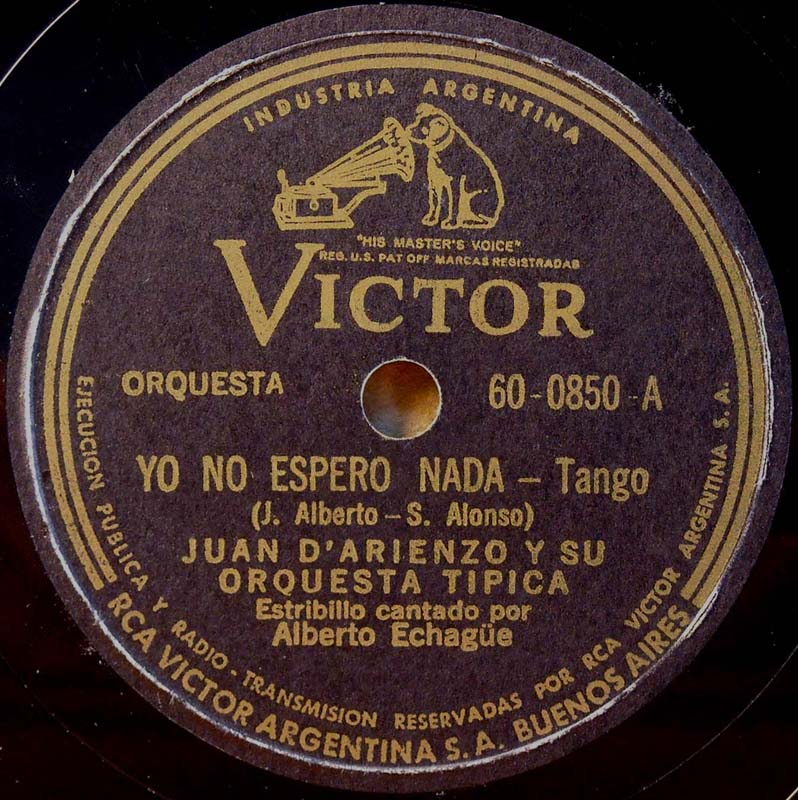 INDUSTRIA ARGENTINA
"HIS MASTER'S VOICE"
REG. U.S. PAT OFF MARCAS REGISTRADAS
VICTOR
ORQUESTA
60-0850-A
YO NO ESPERO NADA - Tango
(J. Alberto - S. Alonso)
JUAN D'ARIENZO Y SU
ORQUESTA TIPICA
Estribillo cantado por
Alberto Echagüe
EJECUCION PUBLICA Y RADIO-TRANSMISION RESERVADAS POR RCA VICTOR ARGENTINA S.A.
RCA VICTOR ARGENTINA S.A. BUENOS AIRES